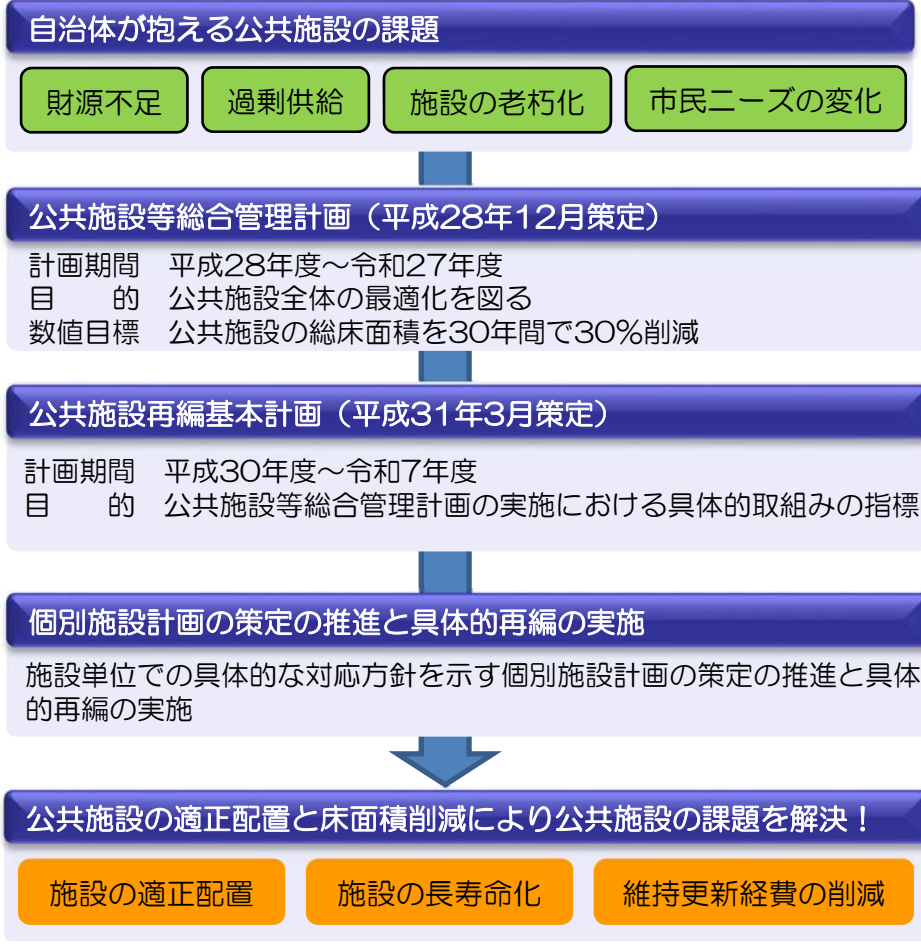 自治体が抱える公共施設の課題
財源不足 過剰供給 施設の老朽化 市民ニーズの変化
公共施設等総合管理計画（平成28年12月策定）
計画期間　平成28年度～令和27年度
目　　的　公共施設全体の最適化を図る
数値目標　公共施設の総床面積を30年間で30％削減
公共施設再編基本計画（平成31年3月策定）
計画期間　平成30年度～令和7年度
目　　的　公共施設等総合管理計画の実施における具体的取組みの指標
個別施設計画の策定の推進と具体的再編の実施
施設単位での具体的な対応方針を示す個別施設計画の策定の推進と具体
的再編の実施
公共施設の適正配置と床面積削減により公共施設の課題を解決！
施設の適正配置 施設の長寿命化 維持更新経費の削減